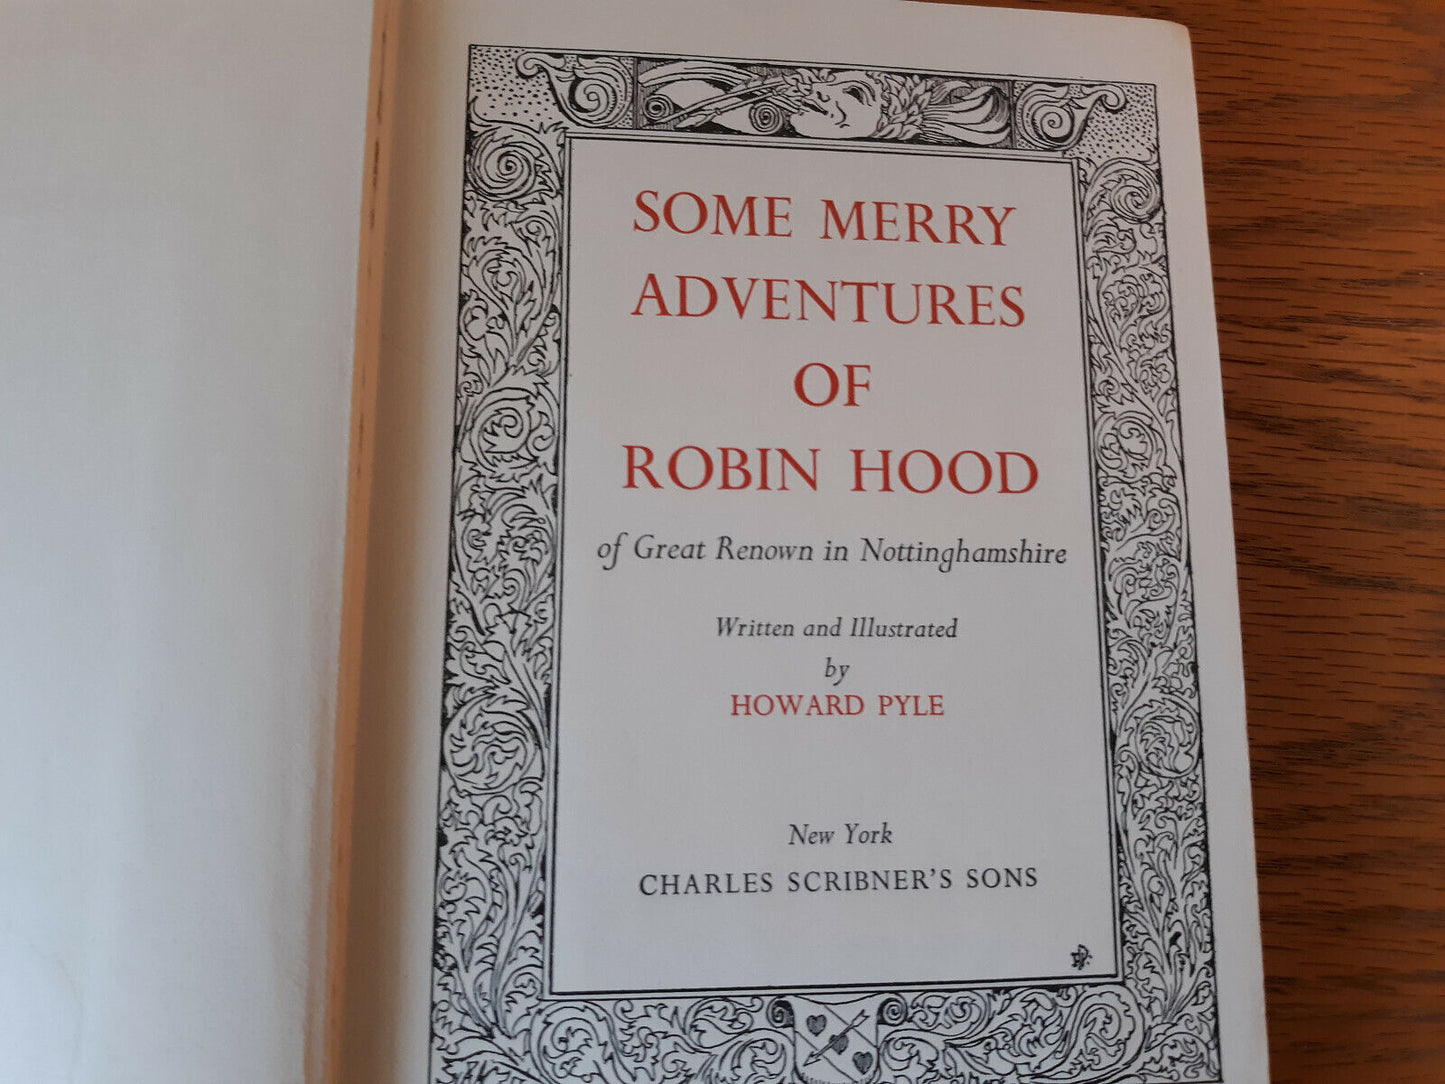 SOME MERRY
ADVENTURES
OF
ROBIN HOOD
of Great Renown in Nottinghamshire
Written and Illustrated
by
HOWARD PYLE
New York
CHARLES SCRIBNER'S SONS